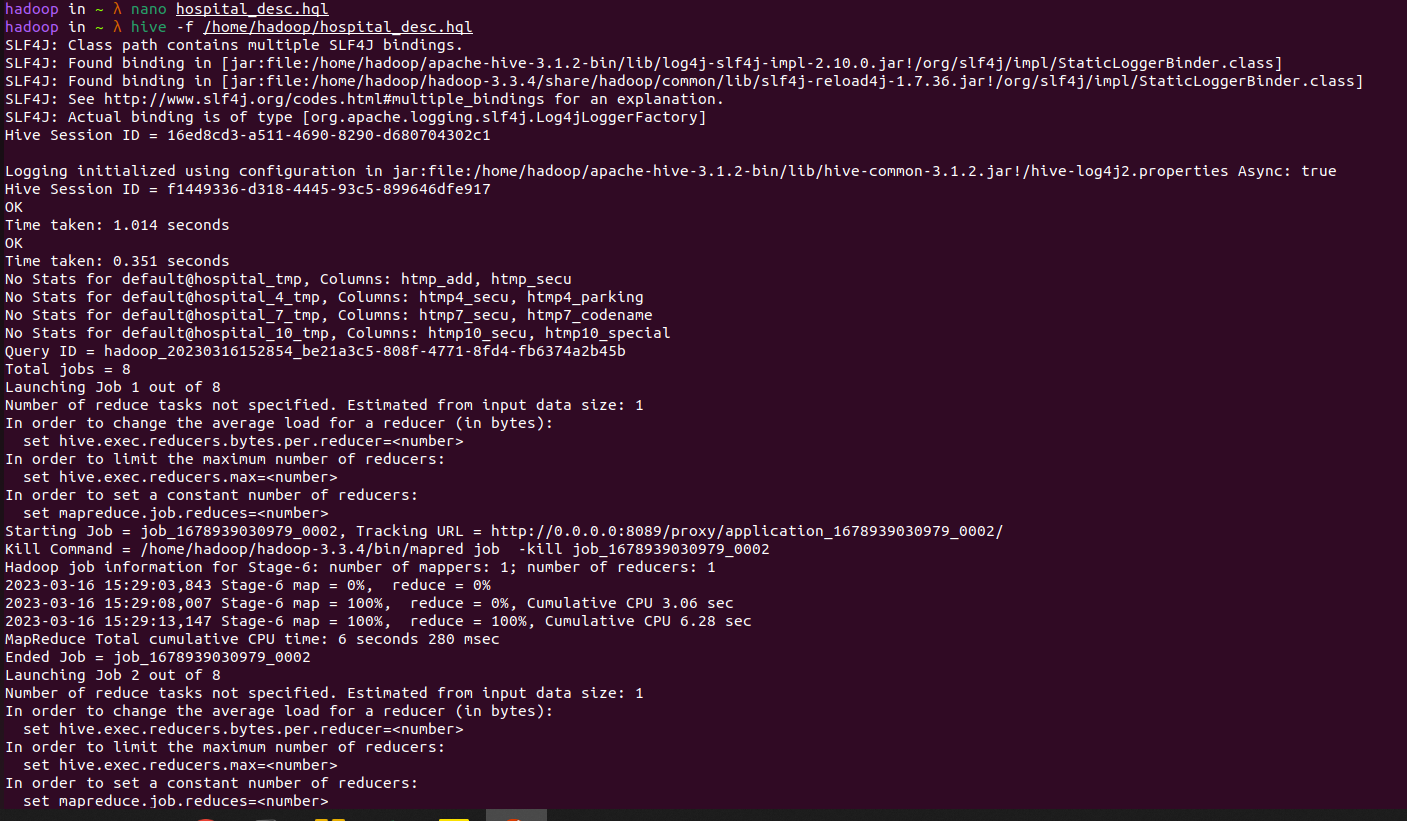 hadoop in ~ λ nano hospital_desc.hql
hadoop in ~ λ hive -f /home/hadoop/hospital_desc.hql
SLF4J: Class path contains multiple SLF4J bindings.
SLF4J: Found binding in [jar:file:/home/hadoop/apache-hive-3.1.2-bin/lib/log4j-slf4j-impl-2.10.0.jar!/org/slf4j/impl/StaticLoggerBinder.class]
SLF4J: Found binding in [jar:file:/home/hadoop/hadoop-3.3.4/share/hadoop/common/lib/slf4j-reload4j-1.7.36.jar!/org/slf4j/impl/StaticLoggerBinder.class]
SLF4J: See http://www.slf4j.org/codes.html#multiple_bindings for an explanation.
SLF4J: Actual binding is of type [org.apache.logging.slf4j.Log4jLoggerFactory]
Hive Session ID = 16ed8cd3-a511-4690-8290-d680704302c1
Logging initialized using configuration in jar:file:/home/hadoop/apache-hive-3.1.2-bin/lib/hive-common-3.1.2.jar!/hive-log4j2.properties Async: true
Hive Session ID = f1449336-d318-4445-93c5-899646dfe917
OK
Time taken: 1.014 seconds
OK
Time taken: 0.351 seconds
No Stats for default@hospital_tmp, Columns: htmp_add, htmp_secu
No Stats for default@hospital_4_tmp, Columns: htmp4_secu, htmp4_parking
No Stats for default@hospital_7_tmp, Columns: htmp7_secu, htmp7_codename
No Stats for default@hospital_10_tmp, Columns: htmp10_secu, htmp10_special
Query ID = hadoop_20230316152854_be21a3c5-808f-4771-8fd4-fb6374a2b45b
Total jobs = 8
Launching Job 1 out of 8
Number of reduce tasks not specified. Estimated from input data size: 1
In order to change the average load for a reducer (in bytes):
  set hive.exec.reducers.bytes.per.reducer=<number>
In order to limit the maximum number of reducers:
  set hive.exec.reducers.max=<number>
In order to set a constant number of reducers:
  set mapreduce.job.reduces=<number>
Starting Job = job_1678939030979_0002, Tracking URL = http://0.0.0.0:8089/proxy/application_1678939030979_0002/
Kill Command = /home/hadoop/hadoop-3.3.4/bin/mapred job  -kill job_1678939030979_0002
Hadoop job information for Stage-6: number of mappers: 1; number of reducers: 1
2023-03-16 15:29:03,843 Stage-6 map = 0%,  reduce = 0%
2023-03-16 15:29:08,007 Stage-6 map = 100%,  reduce = 0%, Cumulative CPU 3.06 sec
2023-03-16 15:29:13,147 Stage-6 map = 100%,  reduce = 100%, Cumulative CPU 6.28 sec
MapReduce Total cumulative CPU time: 6 seconds 280 msec
Ended Job = job_1678939030979_0002
Launching Job 2 out of 8
Number of reduce tasks not specified. Estimated from input data size: 1
In order to change the average load for a reducer (in bytes):
  set hive.exec.reducers.bytes.per.reducer=<number>
In order to limit the maximum number of reducers:
  set hive.exec.reducers.max=<number>
In order to set a constant number of reducers:
  set mapreduce.job.reduces=<number>